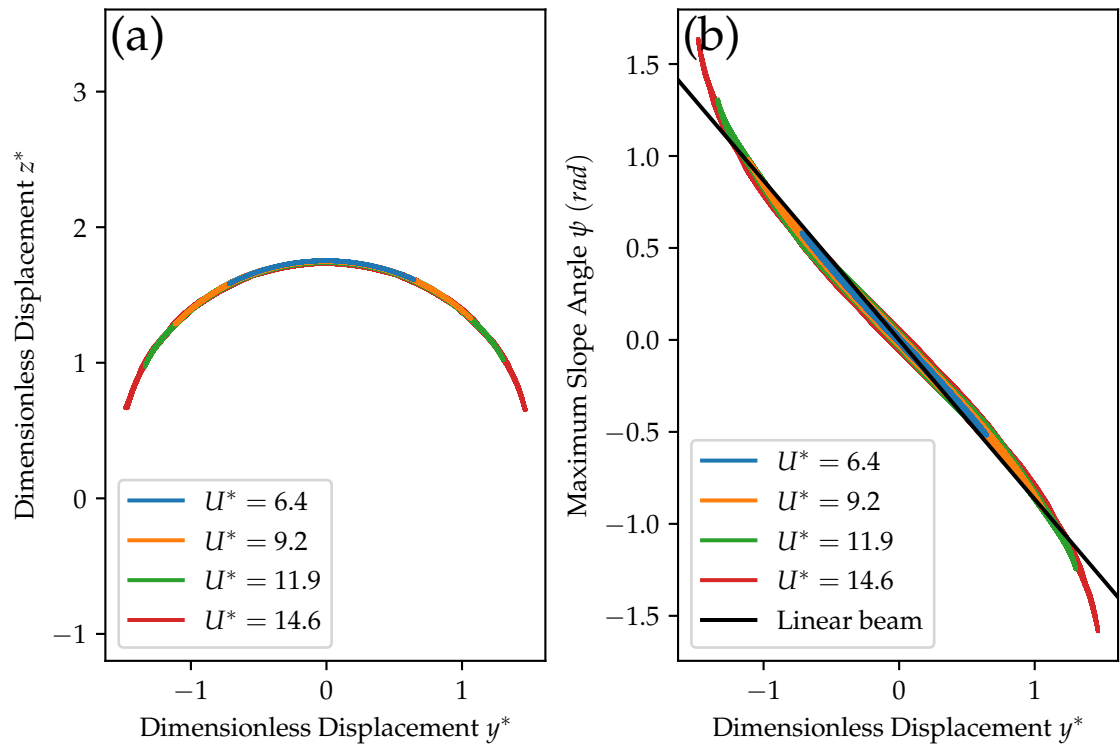 (a)
Dimensionless Displacement z*
3
2
1
0
−1
U* = 6.4
U* = 9.2
U* = 11.9
U* = 14.6
−1 0 1
Dimensionless Displacement y*
(b)
Maximum Slope Angle ψ (rad)
1.5
1.0
0.5
0.0
−0.5
−1.0
−1.5
U* = 6.4
U* = 9.2
U* = 11.9
U* = 14.6
Linear beam
−1 0 1
Dimensionless Displacement y*